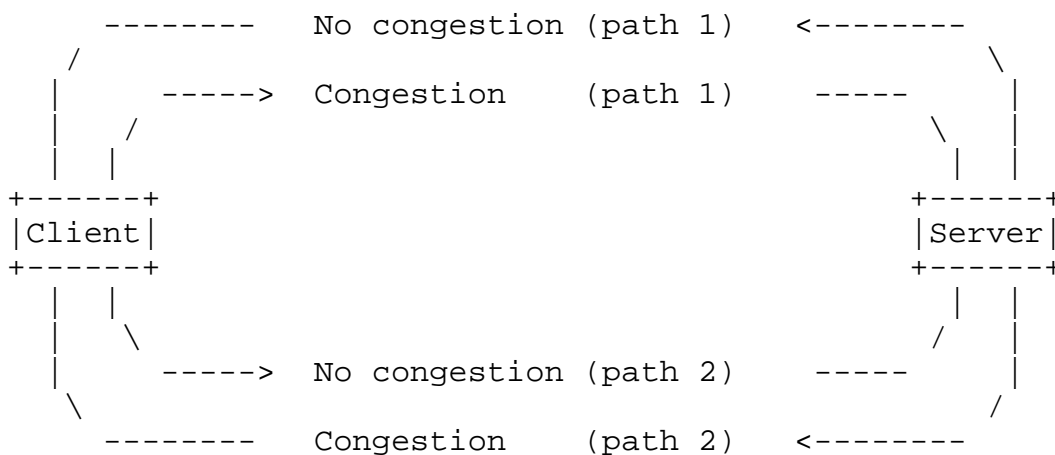 No congestion (path 1)
Congestion (path 1)
Client Server
No congestion (path 2)
Congestion (path 2)